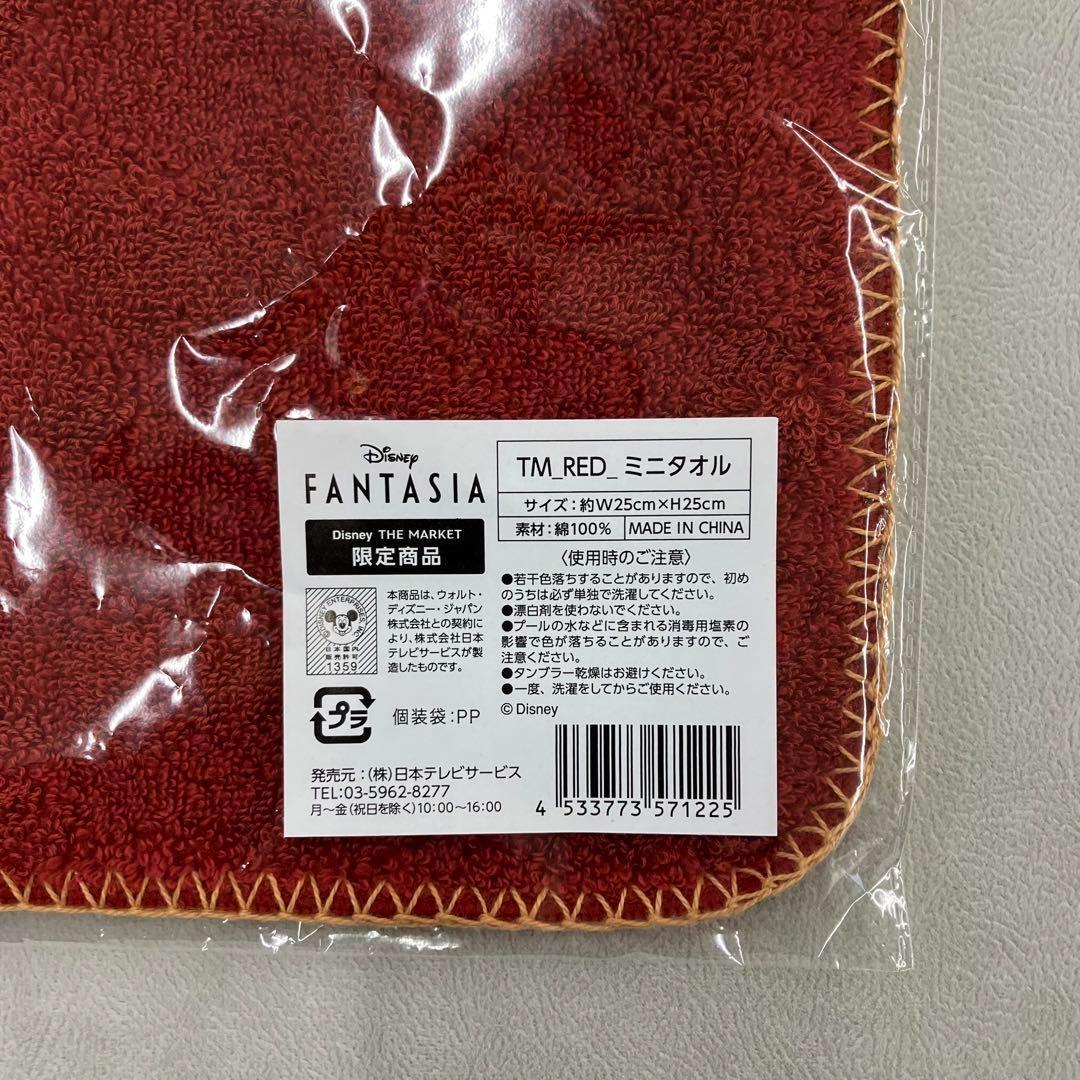 Disney
FANTASIA
Disney THE MARKET
限定商品
TM_RED_ ミニタオル
サイズ：約W25cm×H25cm
素材：綿100%
MADE IN CHINA
本商品は、ウォルト・
ディズニー・ジャパン
株式会社との契約に
より、株式会社日本
テレビサービスが製
造したものです。
©DISNEY ENTERPRISES, INC.
日本国内
販売許可
1359
プラ
個装袋：PP
発売元：(株)日本テレビサービス
TEL:03-5962-8277
月～金(祝日を除く)10：00～16:00
〈使用時のご注意〉
●若干色落ちすることがありますので、初め
のうちは必ず単独で洗濯してください。
●漂白剤を使わないでください。
●プールの水などに含まれる消毒用塩素の
影響で色が落ちることがありますので、ご
注意ください。
●タンブラー乾燥はお避けください。
●一度、洗濯をしてからご使用ください。
© Disney
4 533773 571225